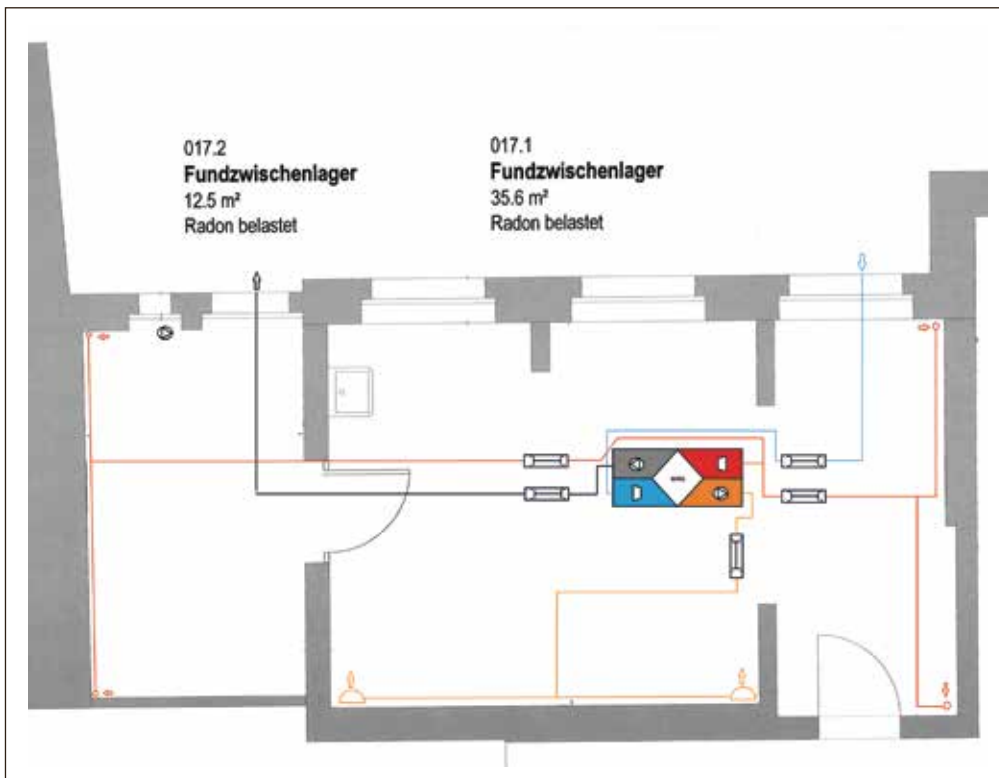 017.2
Fundzwischenlager
12.5 m²
Radon belastet
017.1
Fundzwischenlager
35.6 m²
Radon belastet